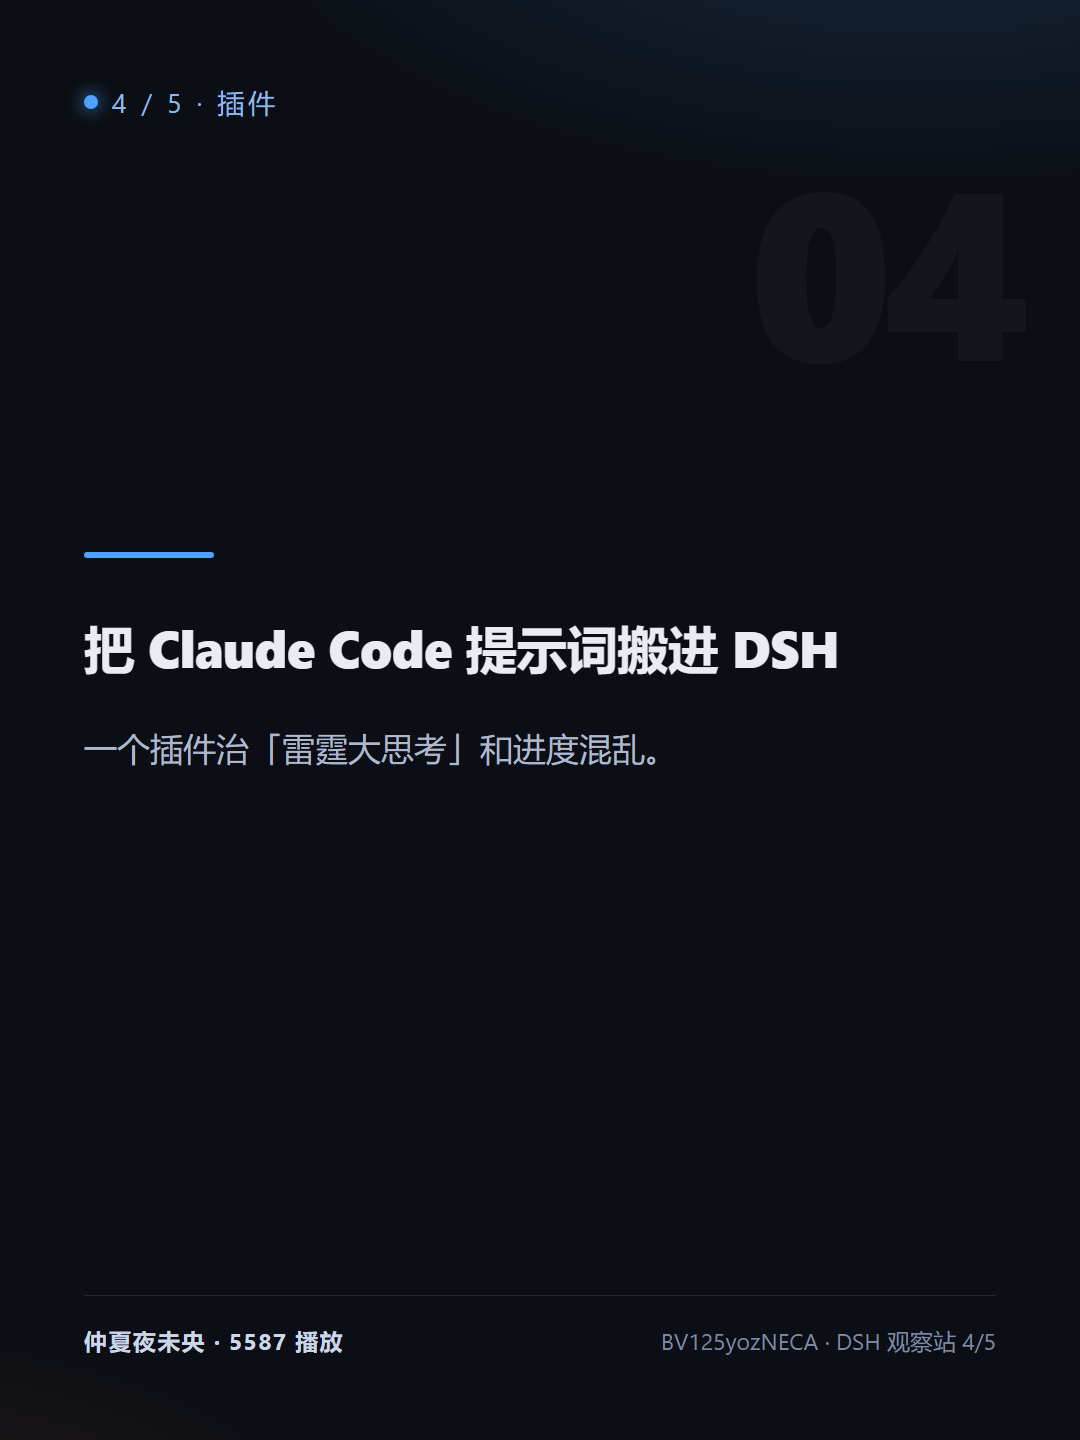 4 / 5 · 插件
04
把 Claude Code 提示词搬进 DSH
一个插件治「雷霆大思考」和进度混乱。
仲夏夜未央 · 5587 播放
BV125yozNECA · DSH 观察站 4/5